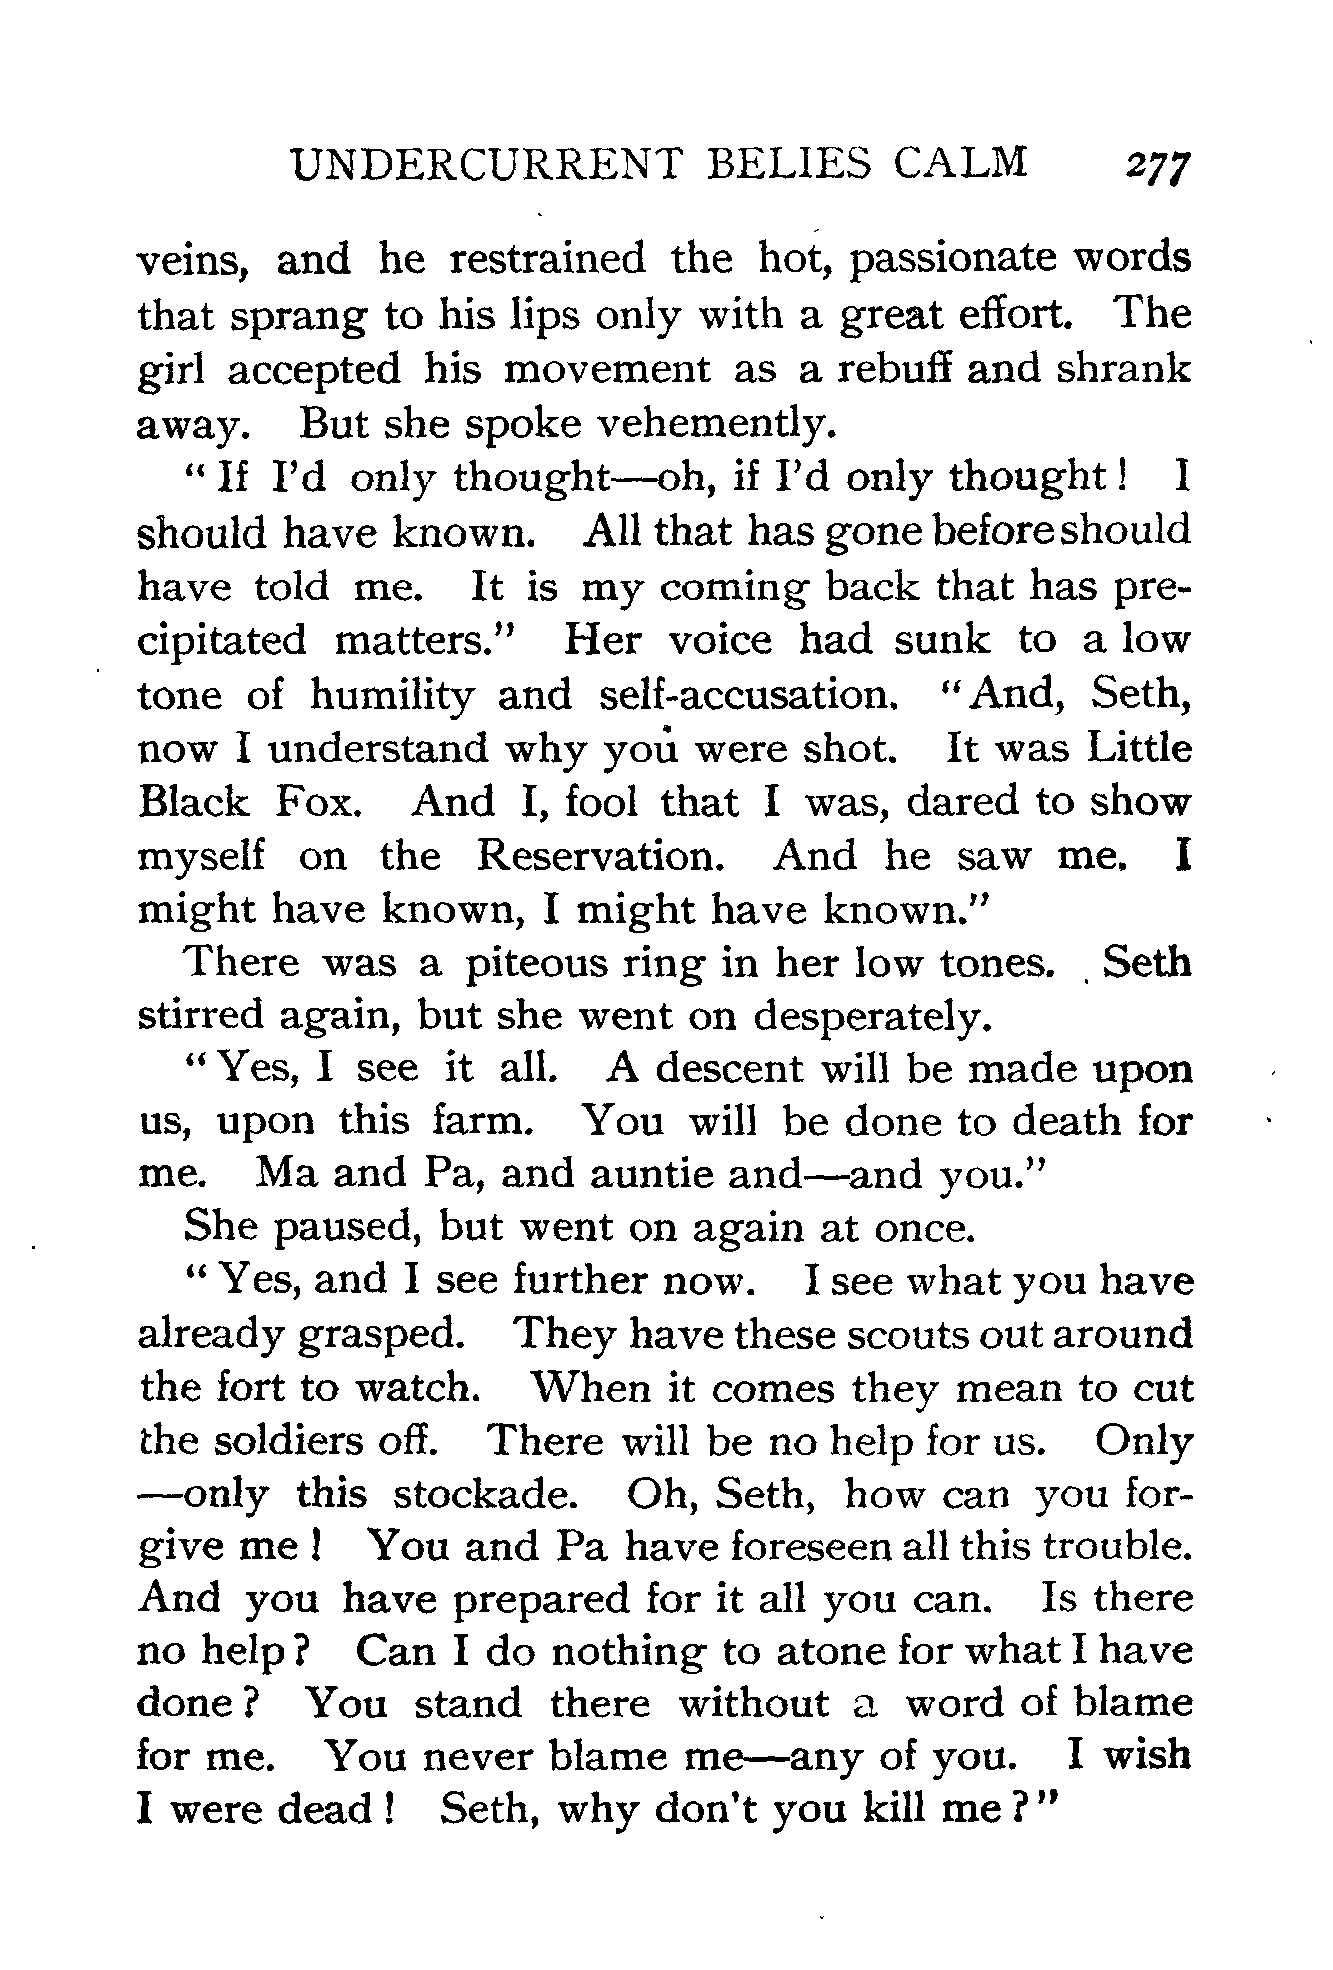 UNDERCURRENT BELIES CALM 277
veins, and he restrained the hot, passionate words
that sprang to his lips only with a great effort. The
girl accepted his movement as a rebuff and shrank
away. But she spoke vehemently.
" If I'd only thought—oh, if I'd only thought ! I
should have known. All that has gone before should
have told me. It is my coming back that has pre-
cipitated matters." Her voice had sunk to a low
tone of humility and self-accusation. "And, Seth,
now I understand why you were shot. It was Little
Black Fox. And I, fool that I was, dared to show
myself on the Reservation. And he saw me. I
might have known, I might have known."
There was a piteous ring in her low tones. Seth
stirred again, but she went on desperately.
" Yes, I see it all. A descent will be made upon
us, upon this farm. You will be done to death for
me. Ma and Pa, and auntie and—and you."
She paused, but went on again at once.
" Yes, and I see further now. I see what you have
already grasped. They have these scouts out around
the fort to watch. When it comes they mean to cut
the soldiers off. There will be no help for us. Only
—only this stockade. Oh, Seth, how can you for-
give me ! You and Pa have foreseen all this trouble.
And you have prepared for it all you can. Is there
no help ? Can I do nothing to atone for what I have
done ? You stand there without a word of blame
for me. You never blame me—any of you. I wish
I were dead ! Seth, why don't you kill me ? "